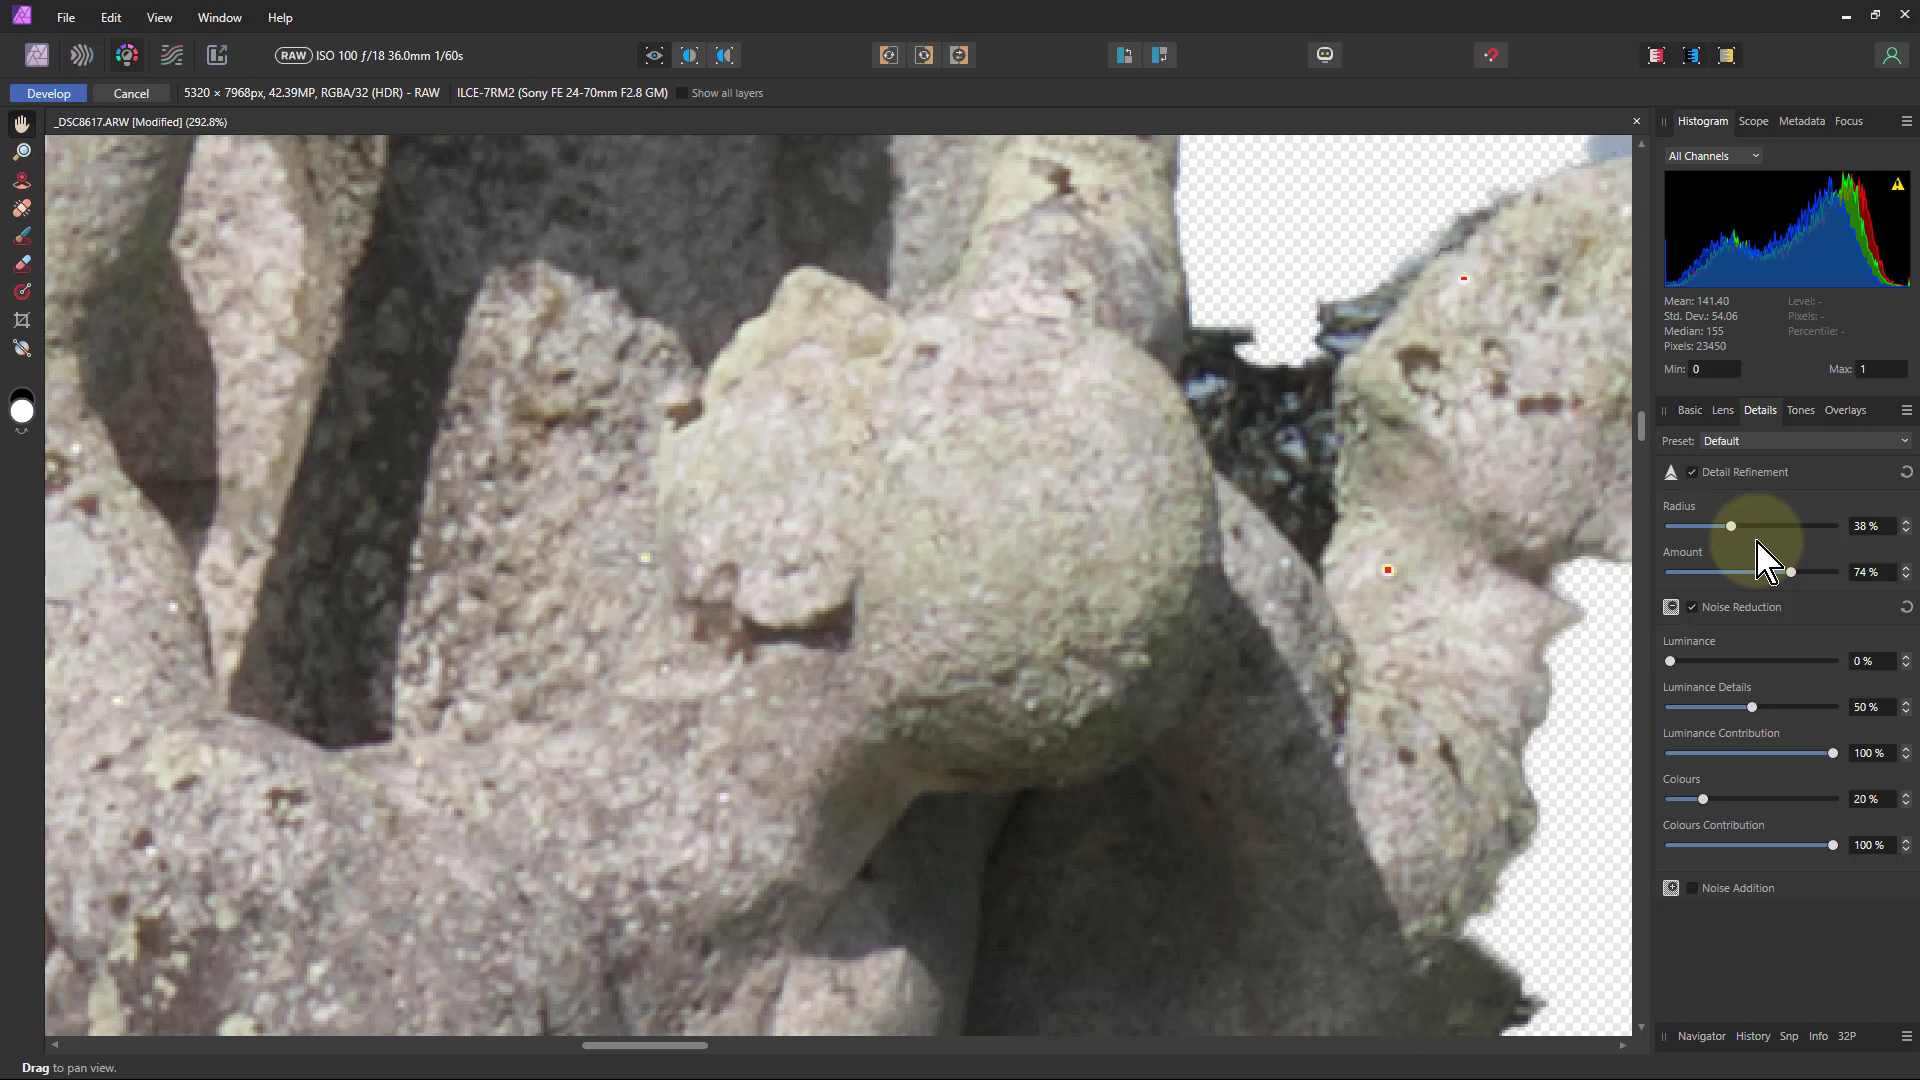 File Edit View Window Help
RAW ISO 100 ƒ/18 36.0mm 1/60s
Develop Cancel 5320 × 7968px, 42.39MP, RGBA/32 (HDR) - RAW ILCE-7RM2 (Sony FE 24-70mm F2.8 GM) Show all layers
_DSC8617.ARW [Modified] (292.8%)
Histogram Scope Metadata Focus
All Channels
Mean: 141.40 Level: -
Std. Dev.: 54.06 Pixels: -
Median: 155 Percentile: -
Pixels: 23450
Min: 0 Max: 1
Basic Lens Details Tones Overlays
Preset: Default
Detail Refinement
Radius
38 %
Amount
74 %
Noise Reduction
Luminance
0 %
Luminance Details
50 %
Luminance Contribution
100 %
Colours
20 %
Colours Contribution
100 %
Noise Addition
Navigator History Snp Info 32P
Drag to pan view.